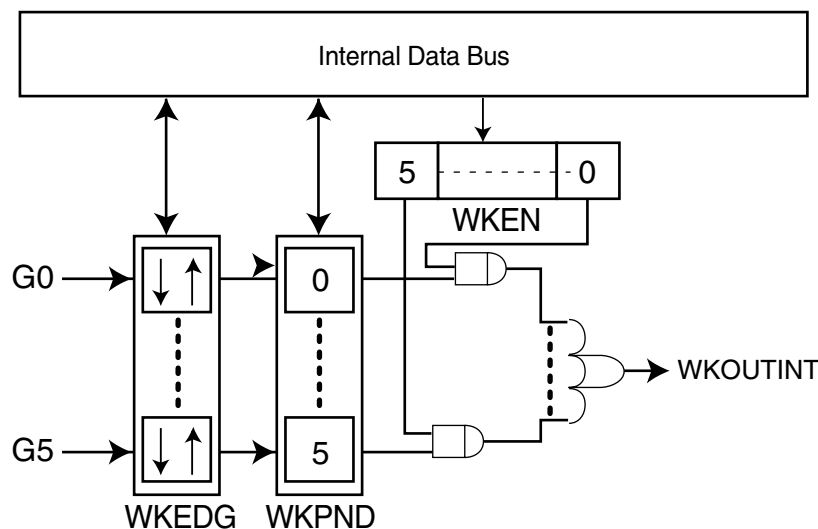 Internal Data Bus
5 0
WKEN
G0
0
WKOUTINT
G5
5
WKEDG WKPND